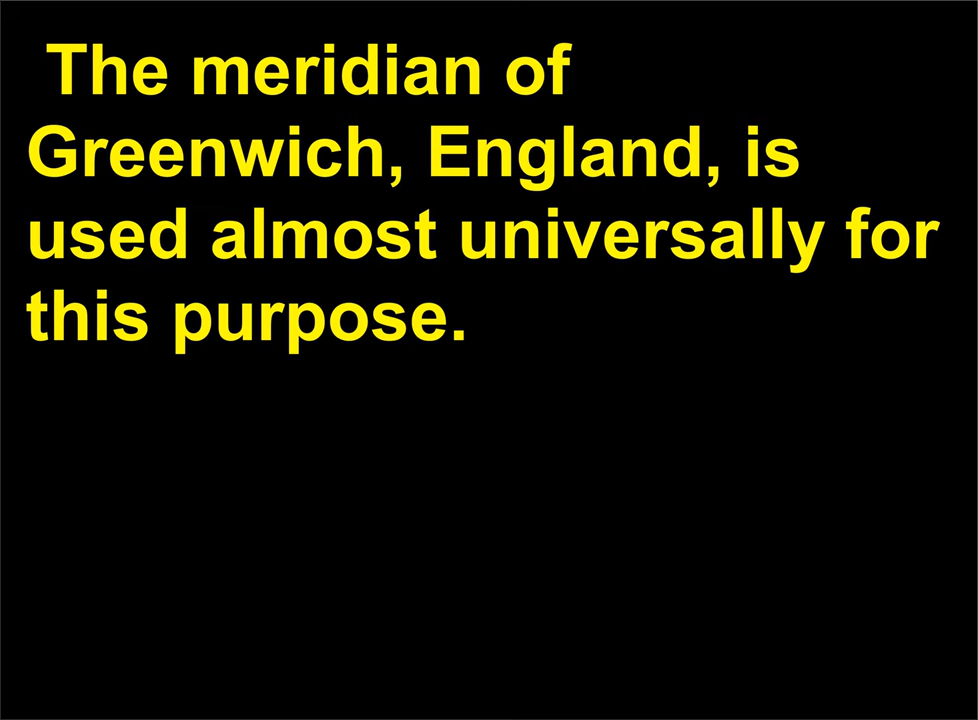 The meridian of
Greenwich, England, is
used almost universally for
this purpose.